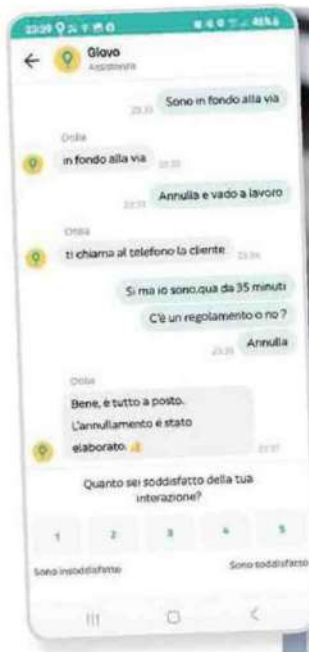 Glovo
Assistenza
Sono in fondo alla via
in fondo alla via
Annulla e vado a lavoro
ti chiama al telefono la cliente
Si ma io sono,qua da 35 minuti
C'è un regolamento o no ?
Annulla
Bene, è tutto a posto.
L'annullamento è stato
elaborato. 👍
Quanto sei soddisfatto della tua
interazione?
1 2 3 4 5
Sono insoddisfatto
Sono soddisfatto